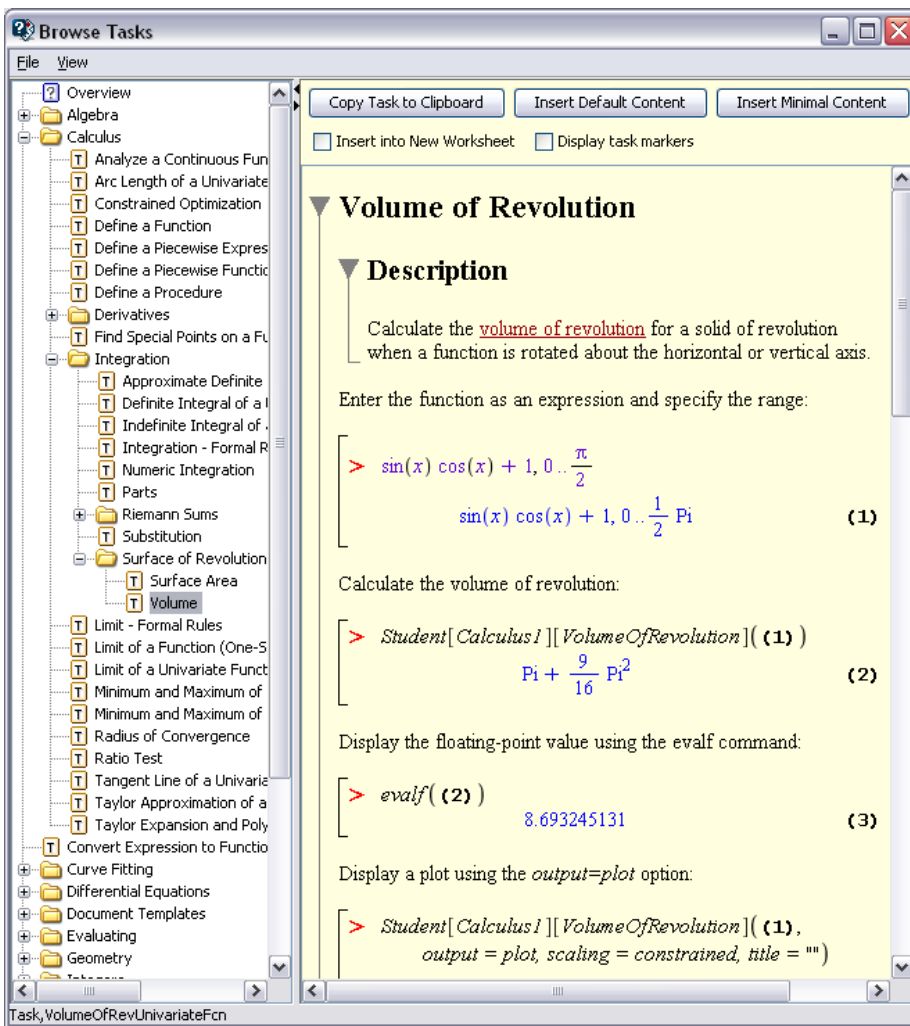 Browse Tasks
File View
Overview
Algebra
Calculus
Analyze a Continuous Fun
Arc Length of a Univariate
Constrained Optimization
Define a Function
Define a Piecewise Expres
Define a Piecewise Functio
Define a Procedure
Derivatives
Find Special Points on a Fu
Integration
Approximate Definite
Definite Integral of a
Indefinite Integral of
Integration - Formal R
Numeric Integration
Parts
Riemann Sums
Substitution
Surface of Revolution
Surface Area
Volume
Limit - Formal Rules
Limit of a Function (One-S
Limit of a Univariate Funct
Minimum and Maximum of
Minimum and Maximum of
Radius of Convergence
Ratio Test
Tangent Line of a Univaria
Taylor Approximation of a
Taylor Expansion and Poly
Convert Expression to Functio
Curve Fitting
Differential Equations
Document Templates
Evaluating
Geometry
Copy Task to Clipboard Insert Default Content Insert Minimal Content
Insert into New Worksheet Display task markers
Volume of Revolution
Description
Calculate the volume of revolution for a solid of revolution
when a function is rotated about the horizontal or vertical axis.
Enter the function as an expression and specify the range:
> sin(x) cos(x) + 1, 0 .. π/2
sin(x) cos(x) + 1, 0 .. 1/2 Pi (1)
Calculate the volume of revolution:
> Student[Calculus1][VolumeOfRevolution]((1))
Pi + 9/16 Pi² (2)
Display the floating-point value using the evalf command:
> evalf((2))
8.693245131 (3)
Display a plot using the output=plot option:
> Student[Calculus1][VolumeOfRevolution]((1),
output = plot, scaling = constrained, title = "")
Task,VolumeOfRevUnivariateFcn